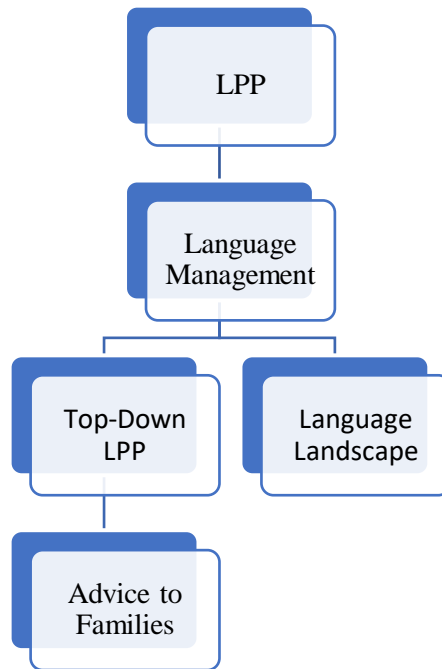 LPP
Language
Management
Top-Down
LPP
Language
Landscape
Advice to
Families